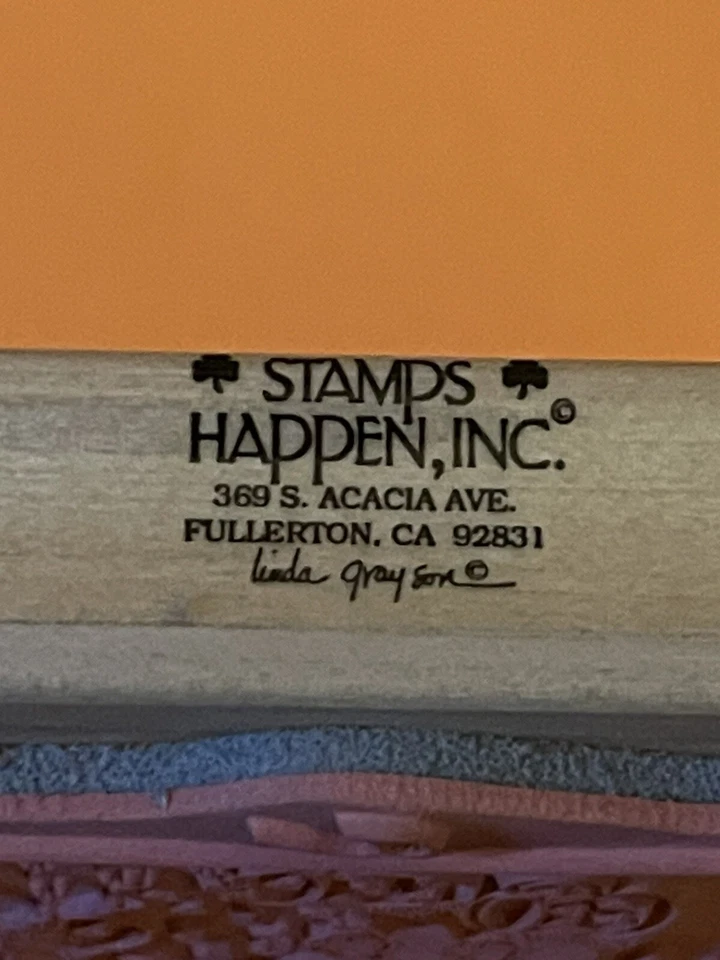 STAMPS
HAPPEN, INC.©
369 S. ACACIA AVE.
FULLERTON, CA 92831
linda grayson©